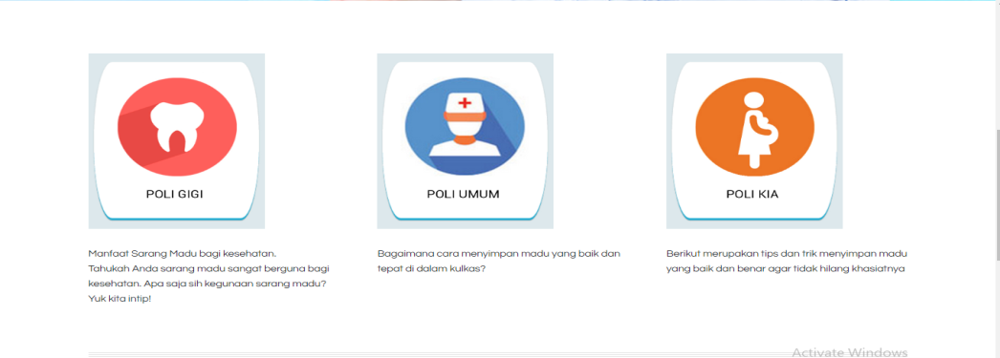 POLI GIGI
POLI UMUM
POLI KIA
Manfaat Sarang Madu bagi kesehatan.
Tahukah Anda sarang madu sangat berguna bagi
kesehatan. Apa saja sih kegunaan sarang madu?
Yuk kita intip!
Bagaimana cara menyimpan madu yang baik dan
tepat di dalam kulkas?
Berikut merupakan tips dan trik menyimpan madu
yang baik dan benar agar tidak hilang khasiatnya
Activate Windows